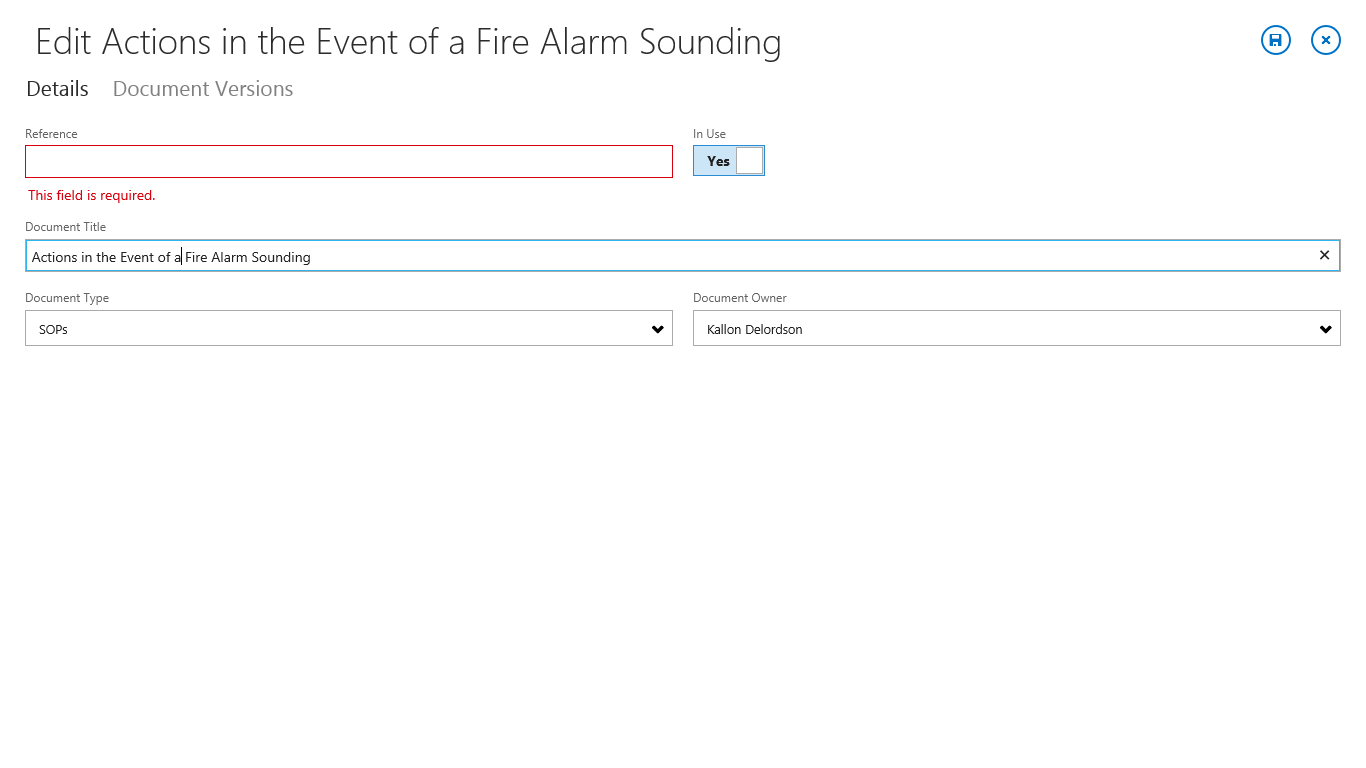 Edit Actions in the Event of a Fire Alarm Sounding
Details Document Versions
Reference In Use
Yes
This field is required.
Document Title
Actions in the Event of a Fire Alarm Sounding
Document Type Document Owner
SOPs Kallon Delordson